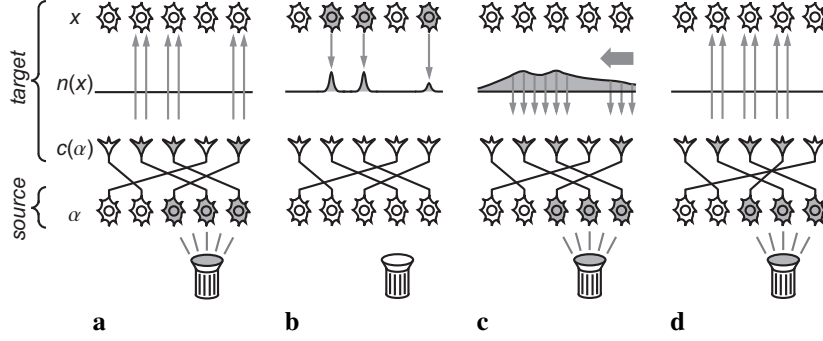 target
source
x
n(x)
c(α)
α
a b c d